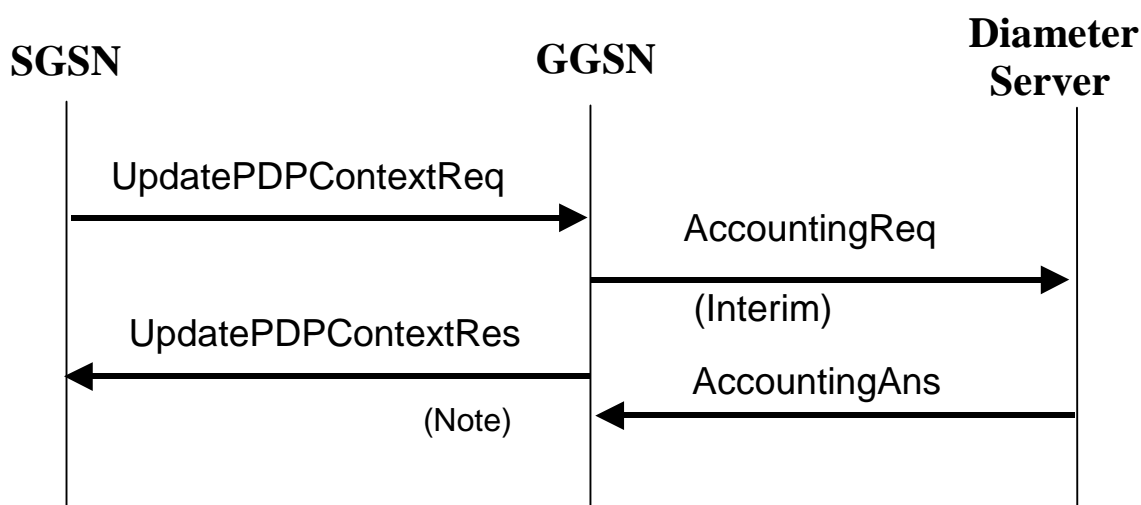 SGSN
GGSN
Diameter
Server
UpdatePDPContextReq
AccountingReq
(Interim)
UpdatePDPContextRes
AccountingAns
(Note)